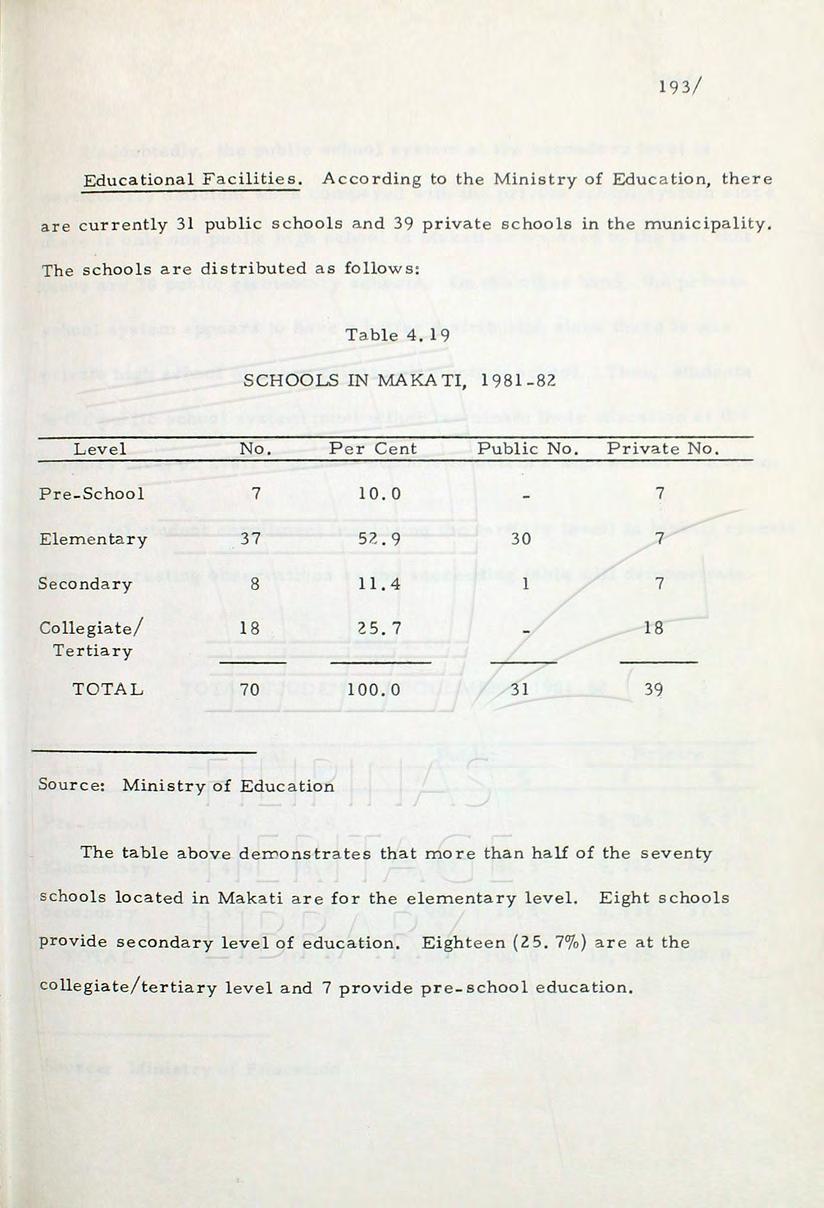 193/
Educational Facilities. According to the Ministry of Education, there
are currently 31 public schools and 39 private schools in the municipality.
The schools are distributed as follows:
Table 4.19
SCHOOLS IN MAKATI, 1981-82
Level No. Per Cent Public No. Private No.
Pre-School 7 10.0 - 7
Elementary 37 52.9 30 7
Secondary 8 11.4 1 7
Collegiate/ 18 25.7 - 18
Tertiary
TOTAL 70 100.0 31 39
Source: Ministry of Education
FILIPINAS
The table above demonstrates that more than half of the seventy
HERITAGE
schools located in Makati are for the elementary level. Eight schools
LIBRARY
provide secondary level of education. Eighteen (25.7%) are at the
collegiate/tertiary level and 7 provide pre-school education.